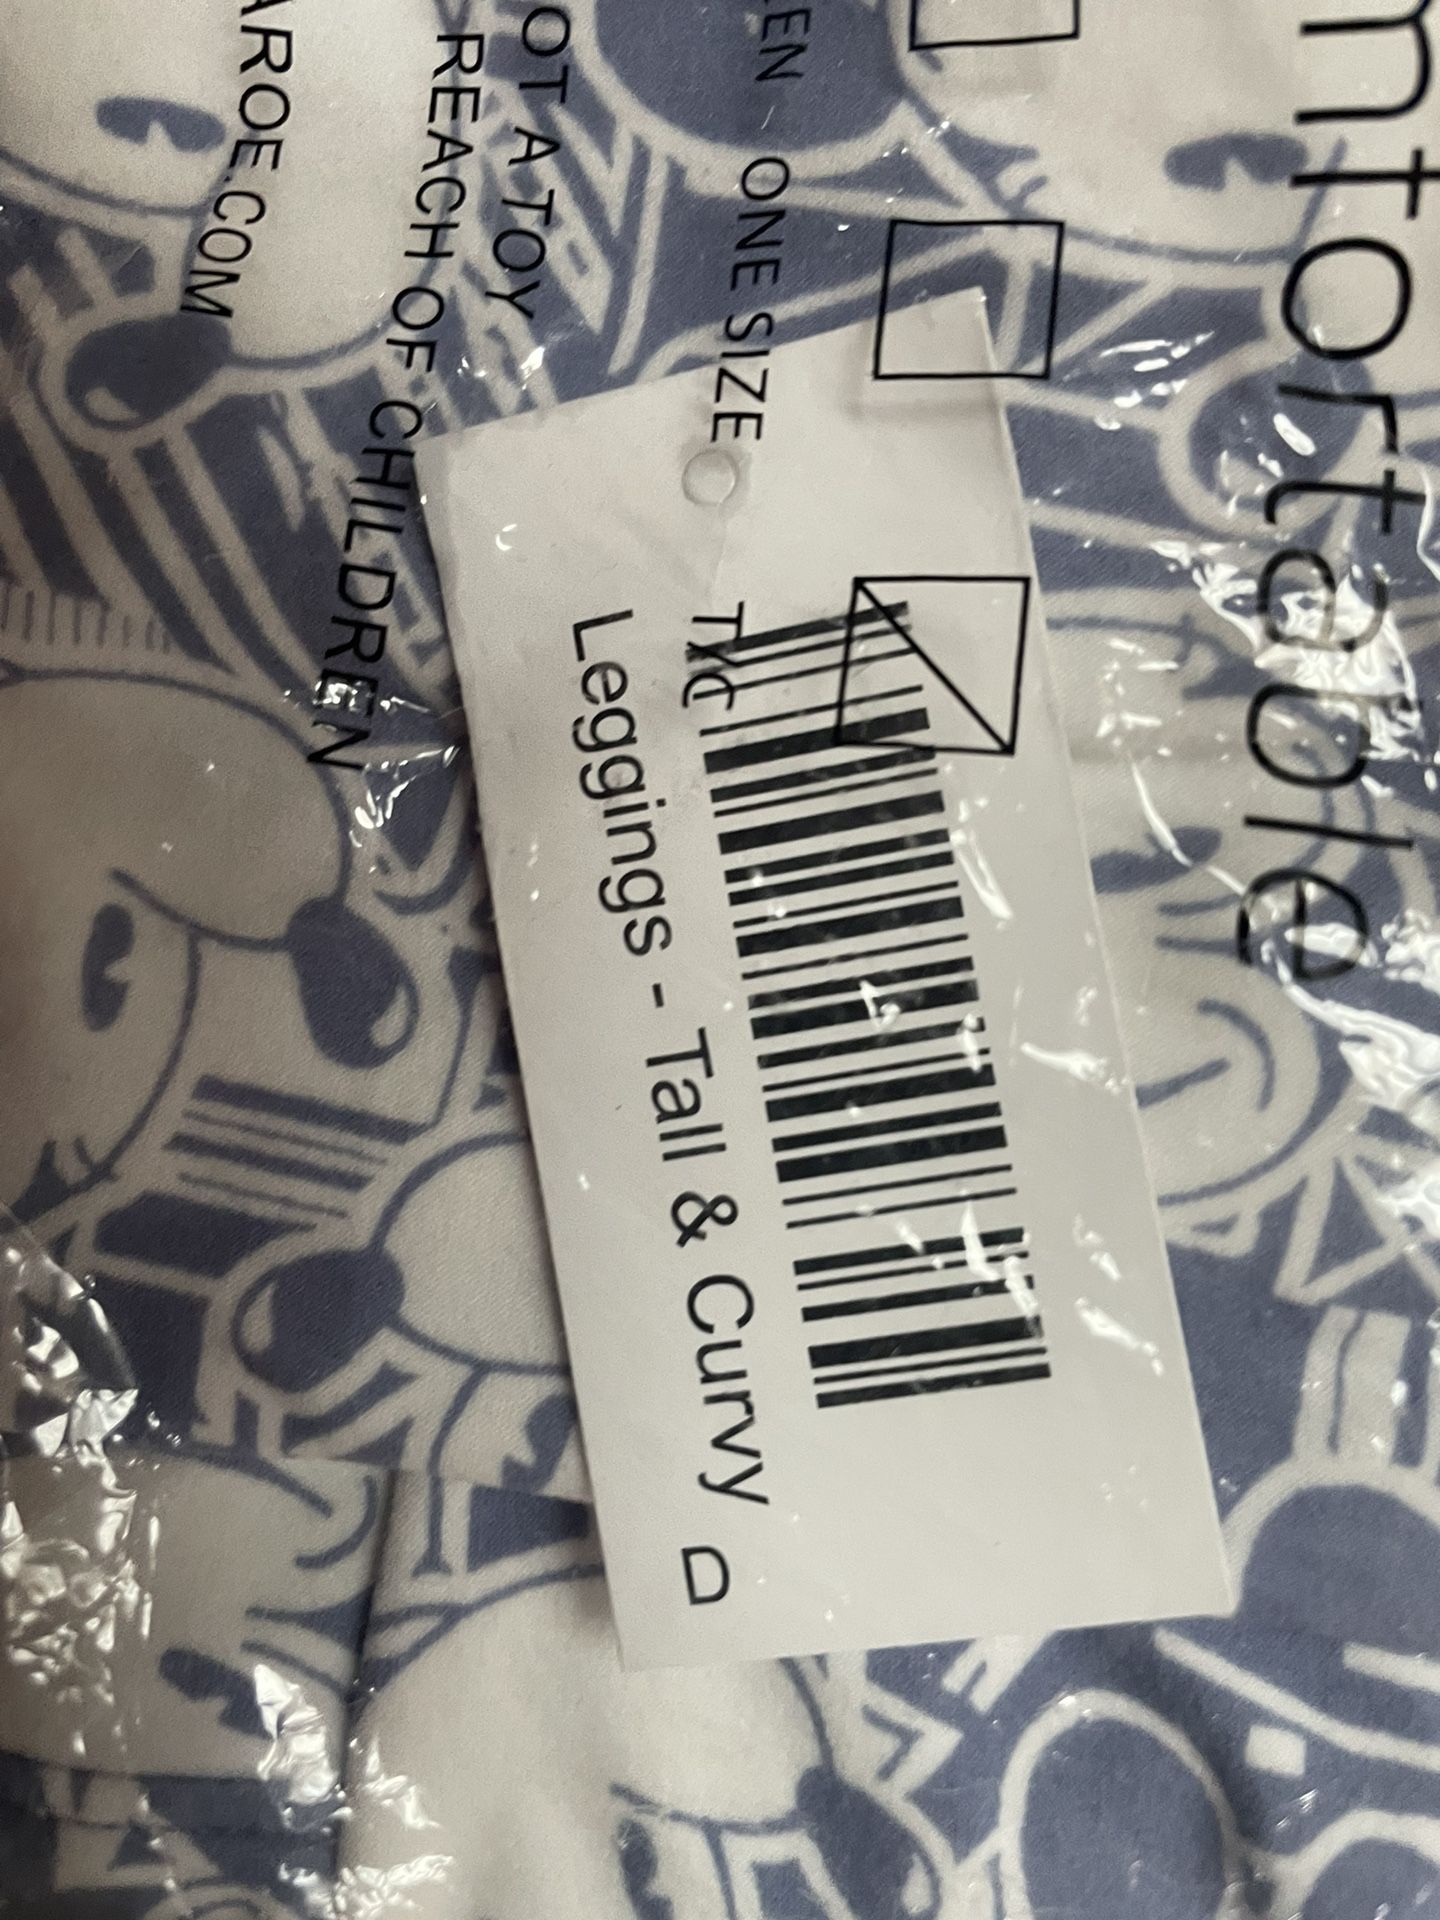 mfortable
EN ONE SIZE
OT A TOY
REACH OF CHILDREN
AROE.COM
TXC
Leggings - Tall & Curvy D